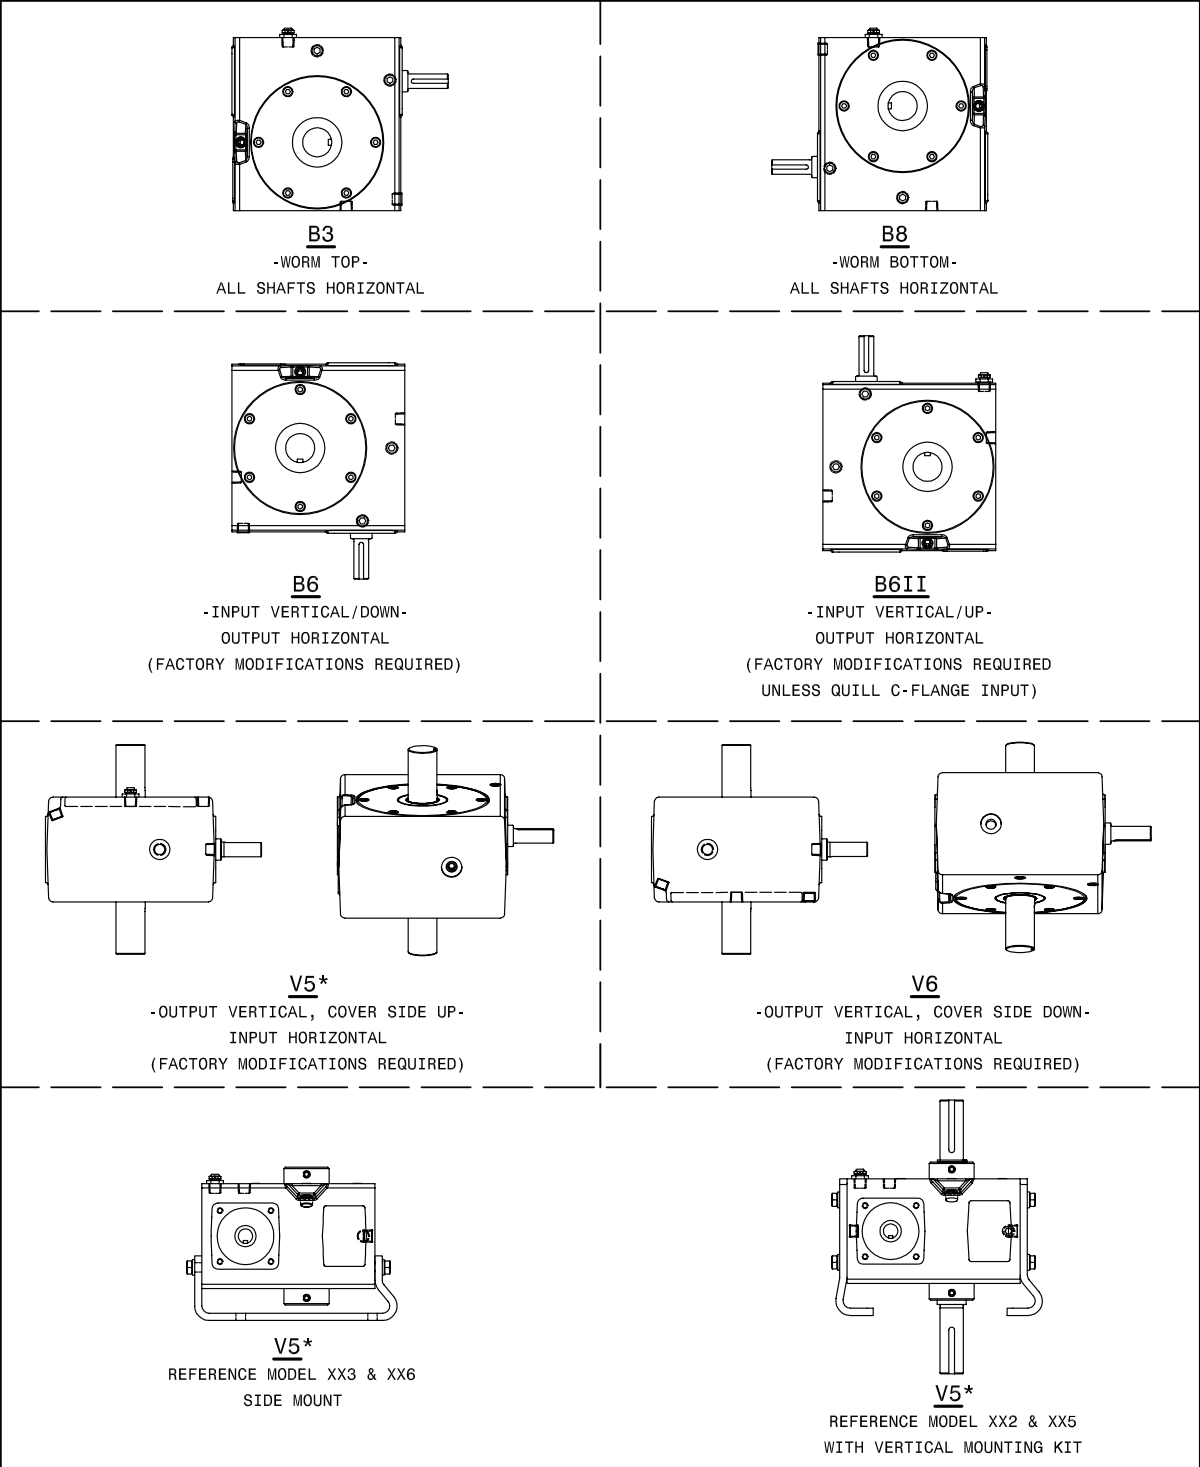 B3
-WORM TOP-
ALL SHAFTS HORIZONTAL
B8
-WORM BOTTOM-
ALL SHAFTS HORIZONTAL
B6
-INPUT VERTICAL/DOWN-
OUTPUT HORIZONTAL
(FACTORY MODIFICATIONS REQUIRED)
B6II
-INPUT VERTICAL/UP-
OUTPUT HORIZONTAL
(FACTORY MODIFICATIONS REQUIRED
UNLESS QUILL C-FLANGE INPUT)
V5*
-OUTPUT VERTICAL, COVER SIDE UP-
INPUT HORIZONTAL
(FACTORY MODIFICATIONS REQUIRED)
V6
-OUTPUT VERTICAL, COVER SIDE DOWN-
INPUT HORIZONTAL
(FACTORY MODIFICATIONS REQUIRED)
V5*
REFERENCE MODEL XX3 & XX6
SIDE MOUNT
V5*
REFERENCE MODEL XX2 & XX5
WITH VERTICAL MOUNTING KIT